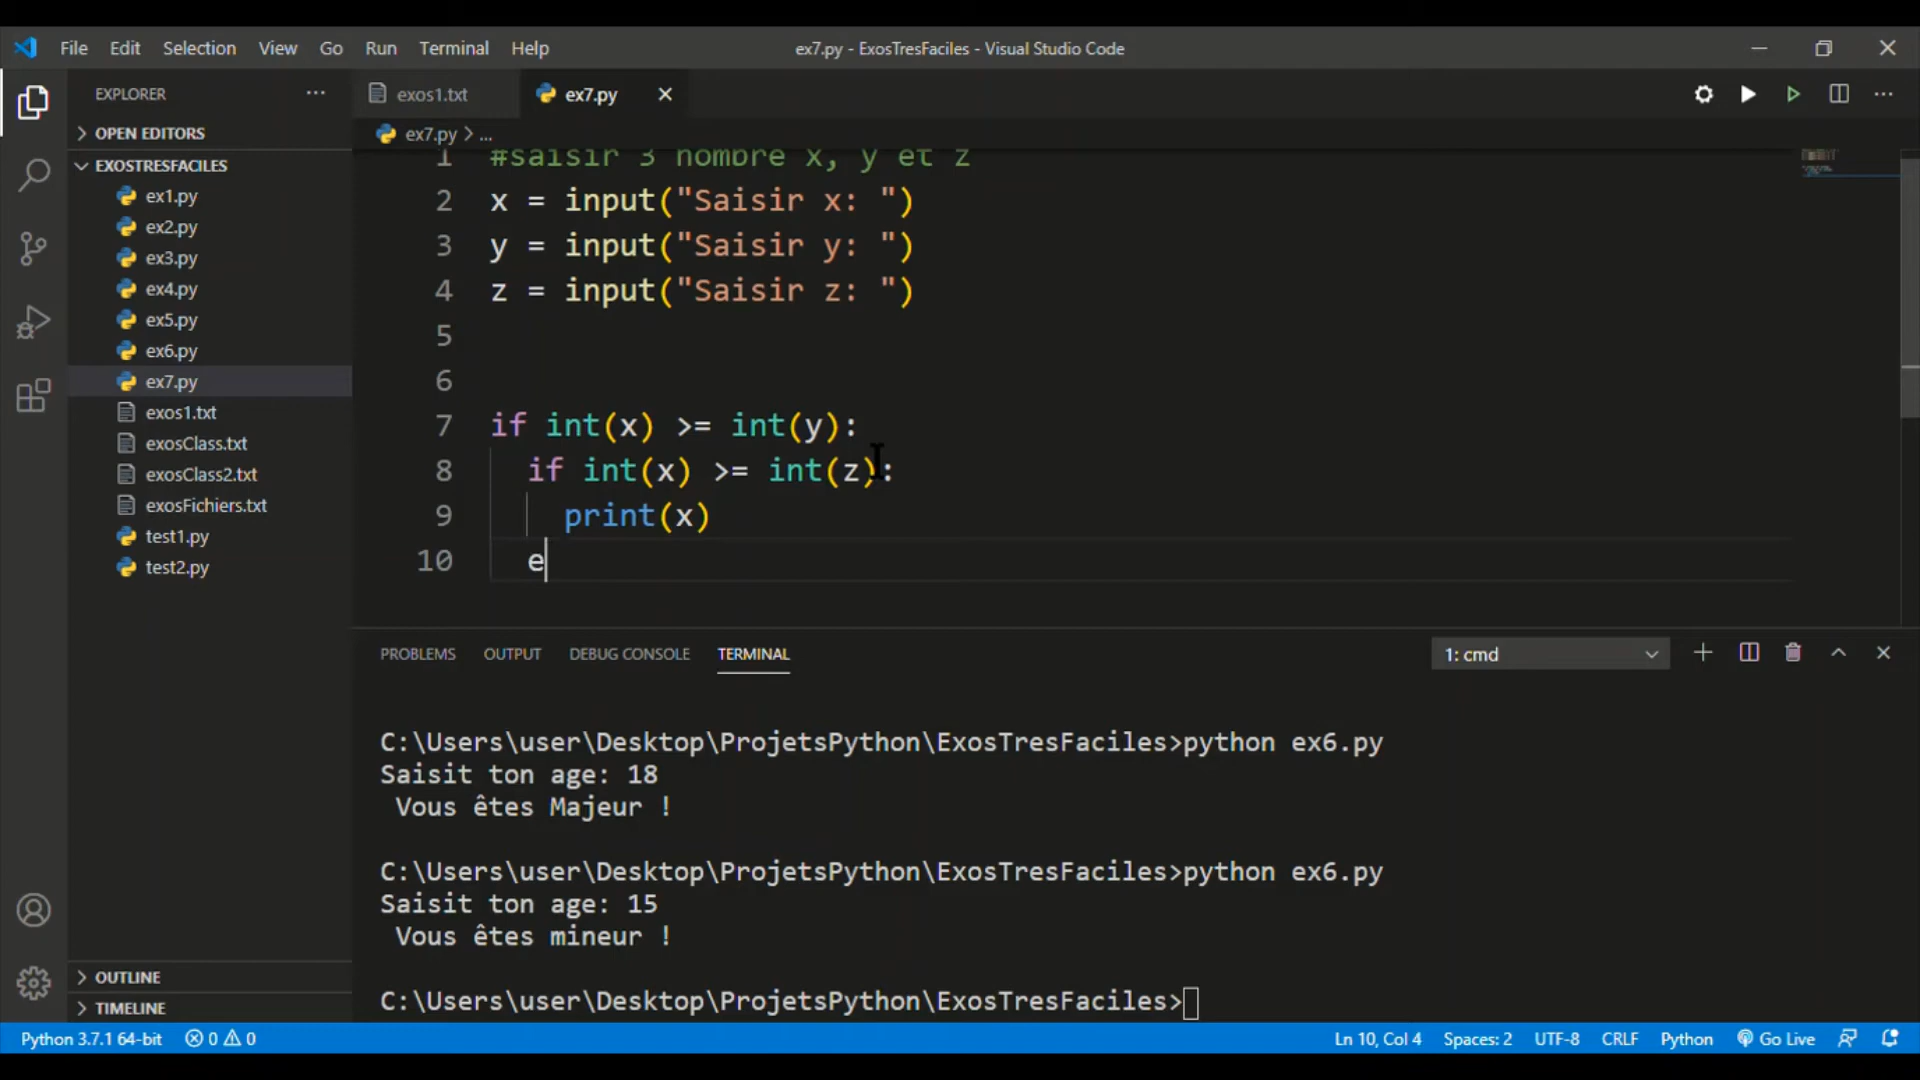 File Edit Selection View Go Run Terminal Help ex7.py - ExosTresFaciles - Visual Studio Code
EXPLORER ...
exos1.txt ex7.py
OPEN EDITORS
ex7.py > ...
EXOSTRESFACILES
ex1.py
ex2.py
ex3.py
ex4.py
ex5.py
ex6.py
ex7.py
exos1.txt
exosClass.txt
exosClass2.txt
exosFichiers.txt
test1.py
test2.py
OUTLINE
TIMELINE
1 #saisir 3 nombre x, y et z
2 x = input("Saisir x: ")
3 y = input("Saisir y: ")
4 z = input("Saisir z: ")
5
6
7 if int(x) >= int(y):
8 if int(x) >= int(z):
9 print(x)
10 e
PROBLEMS OUTPUT DEBUG CONSOLE TERMINAL 1: cmd
C:\Users\user\Desktop\ProjetsPython\ExosTresFaciles>python ex6.py
Saisit ton age: 18
Vous êtes Majeur !
C:\Users\user\Desktop\ProjetsPython\ExosTresFaciles>python ex6.py
Saisit ton age: 15
Vous êtes mineur !
C:\Users\user\Desktop\ProjetsPython\ExosTresFaciles>
Python 3.7.1 64-bit 0 0 Ln 10, Col 4 Spaces: 2 UTF-8 CRLF Python Go Live